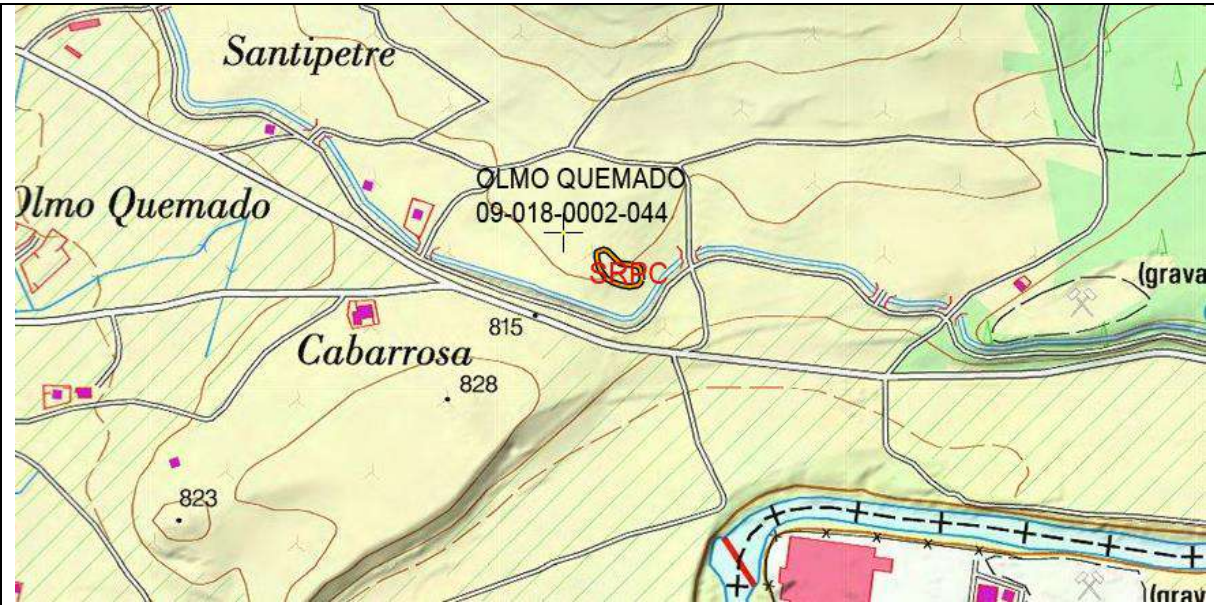 Santipetre
OLMO QUEMADO
09-018-0002-044
Olmo Quemado
SRPC
(grava
815
Cabarrosa
828
823
(grav